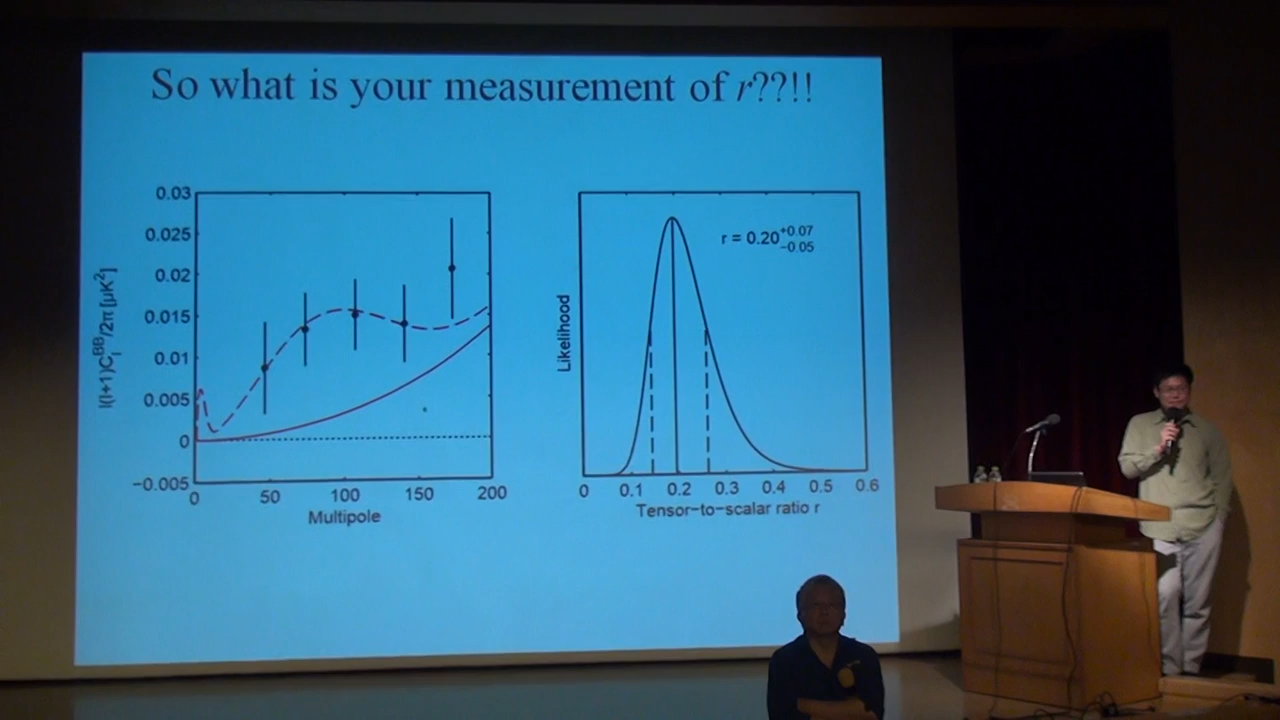 So what is your measurement of r??!!
0.03
0.025
0.02
0.015
0.01
0.005
0
−0.005
l(l+1)C_l^BB/2π [μK²]
0 50 100 150 200
Multipole
r = 0.20 +0.07 −0.05
Likelihood
0 0.1 0.2 0.3 0.4 0.5 0.6
Tensor−to−scalar ratio r